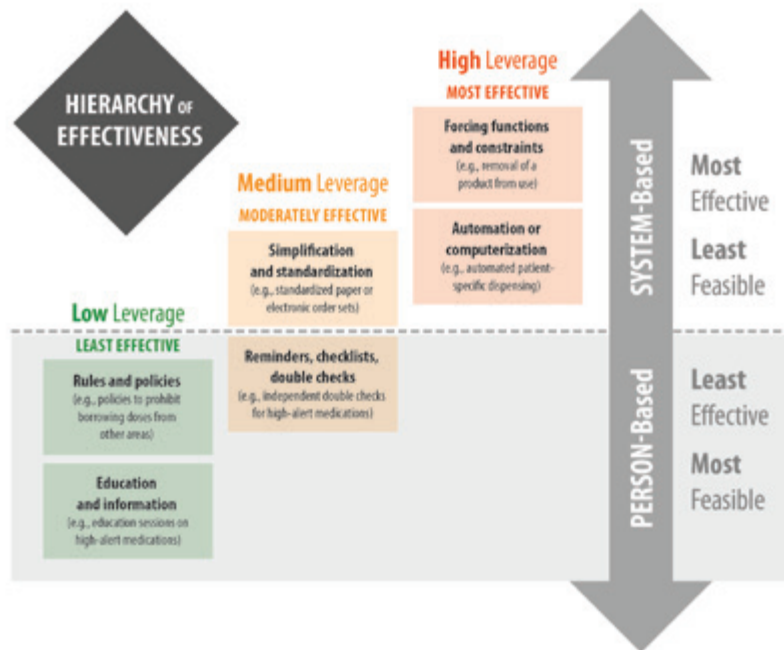 HIERARCHY OF
EFFECTIVENESS
High Leverage
MOST EFFECTIVE
Forcing functions
and constraints
(e.g., removal of a
product from use)
Automation or
computerization
(e.g., automated patient-
specific dispensing)
Medium Leverage
MODERATELY EFFECTIVE
Simplification
and standardization
(e.g., standardized paper or
electronic order sets)
Reminders, checklists,
double checks
(e.g., independent double checks
for high-alert medications)
Low Leverage
LEAST EFFECTIVE
Rules and policies
(e.g., policies to prohibit
borrowing doses from
other areas)
Education
and information
(e.g., education sessions on
high-alert medications)
SYSTEM-Based
PERSON-Based
Most
Effective
Least
Feasible
Least
Effective
Most
Feasible